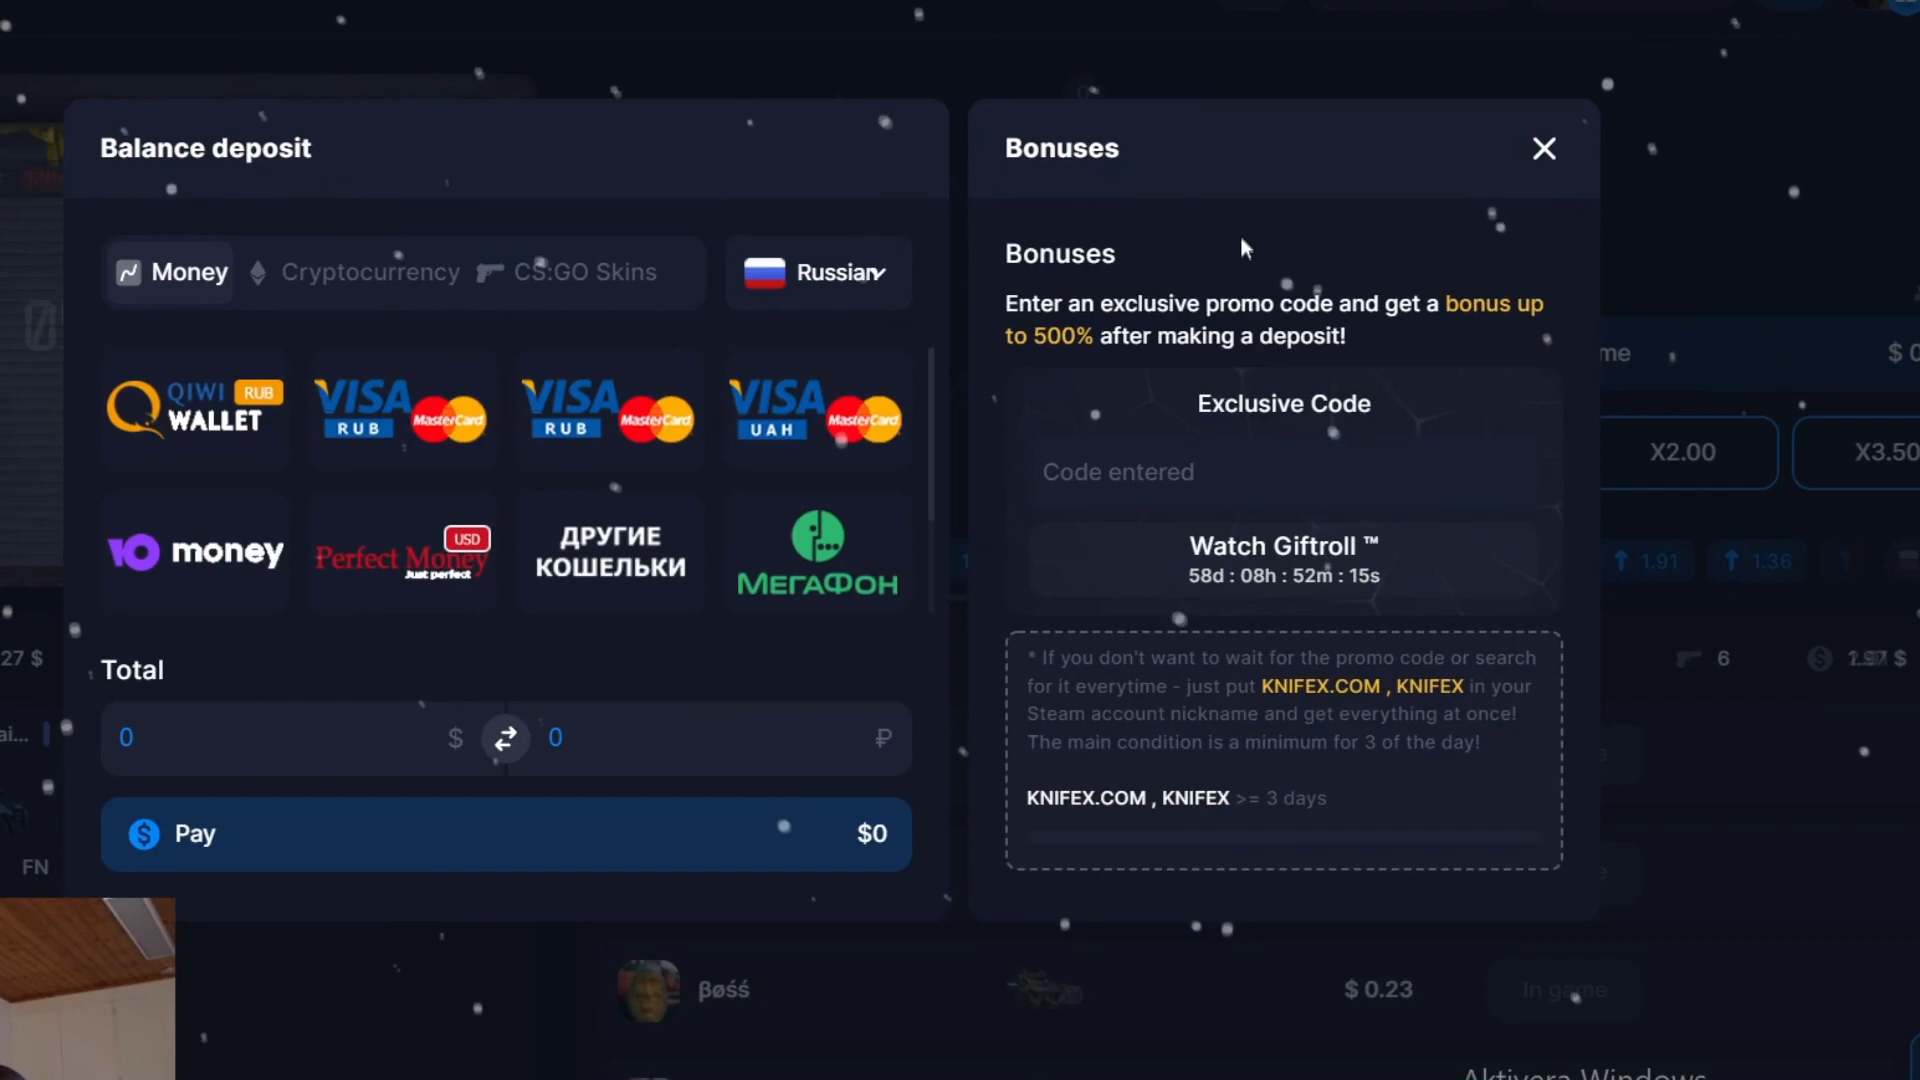 Balance deposit
Money Cryptocurrency CS:GO Skins Russian
QIWI RUB
WALLET
VISA
RUB MasterCard
VISA
RUB MasterCard
VISA
UAH MasterCard
ЮMoney
Perfect Money USD
Just perfect
ДРУГИЕ
КОШЕЛЬКИ
МЕГАФОН
Total
0 $ 0 ₽
Pay $0
Bonuses
Bonuses
Enter an exclusive promo code and get a bonus up
to 500% after making a deposit!
Exclusive Code
Code entered
Watch Giftroll ™
58d : 08h : 52m : 15s
* If you don't want to wait for the promo code or search
for it everytime - just put KNIFEX.COM , KNIFEX in your
Steam account nickname and get everything at once!
The main condition is a minimum for 3 of the day!
KNIFEX.COM , KNIFEX >= 3 days
X2.00 X3.50
1.91 1.36
27 $
6
FN
βøśś $ 0.23 In game
Aktivera Windows